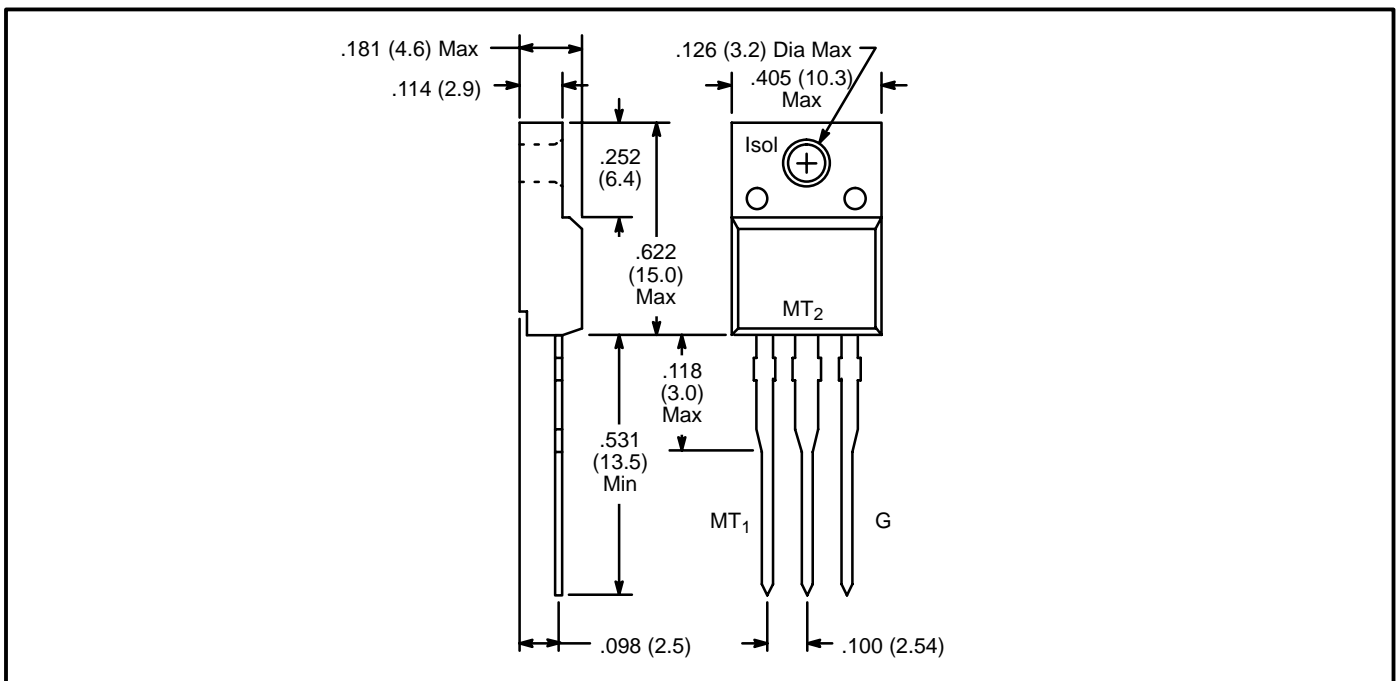 .181 (4.6) Max
.126 (3.2) Dia Max
.405 (10.3)
Max
.114 (2.9)
Isol
.252
(6.4)
.622
(15.0)
Max
MT2
.118
(3.0)
Max
.531
(13.5)
Min
MT1
G
.098 (2.5)
.100 (2.54)